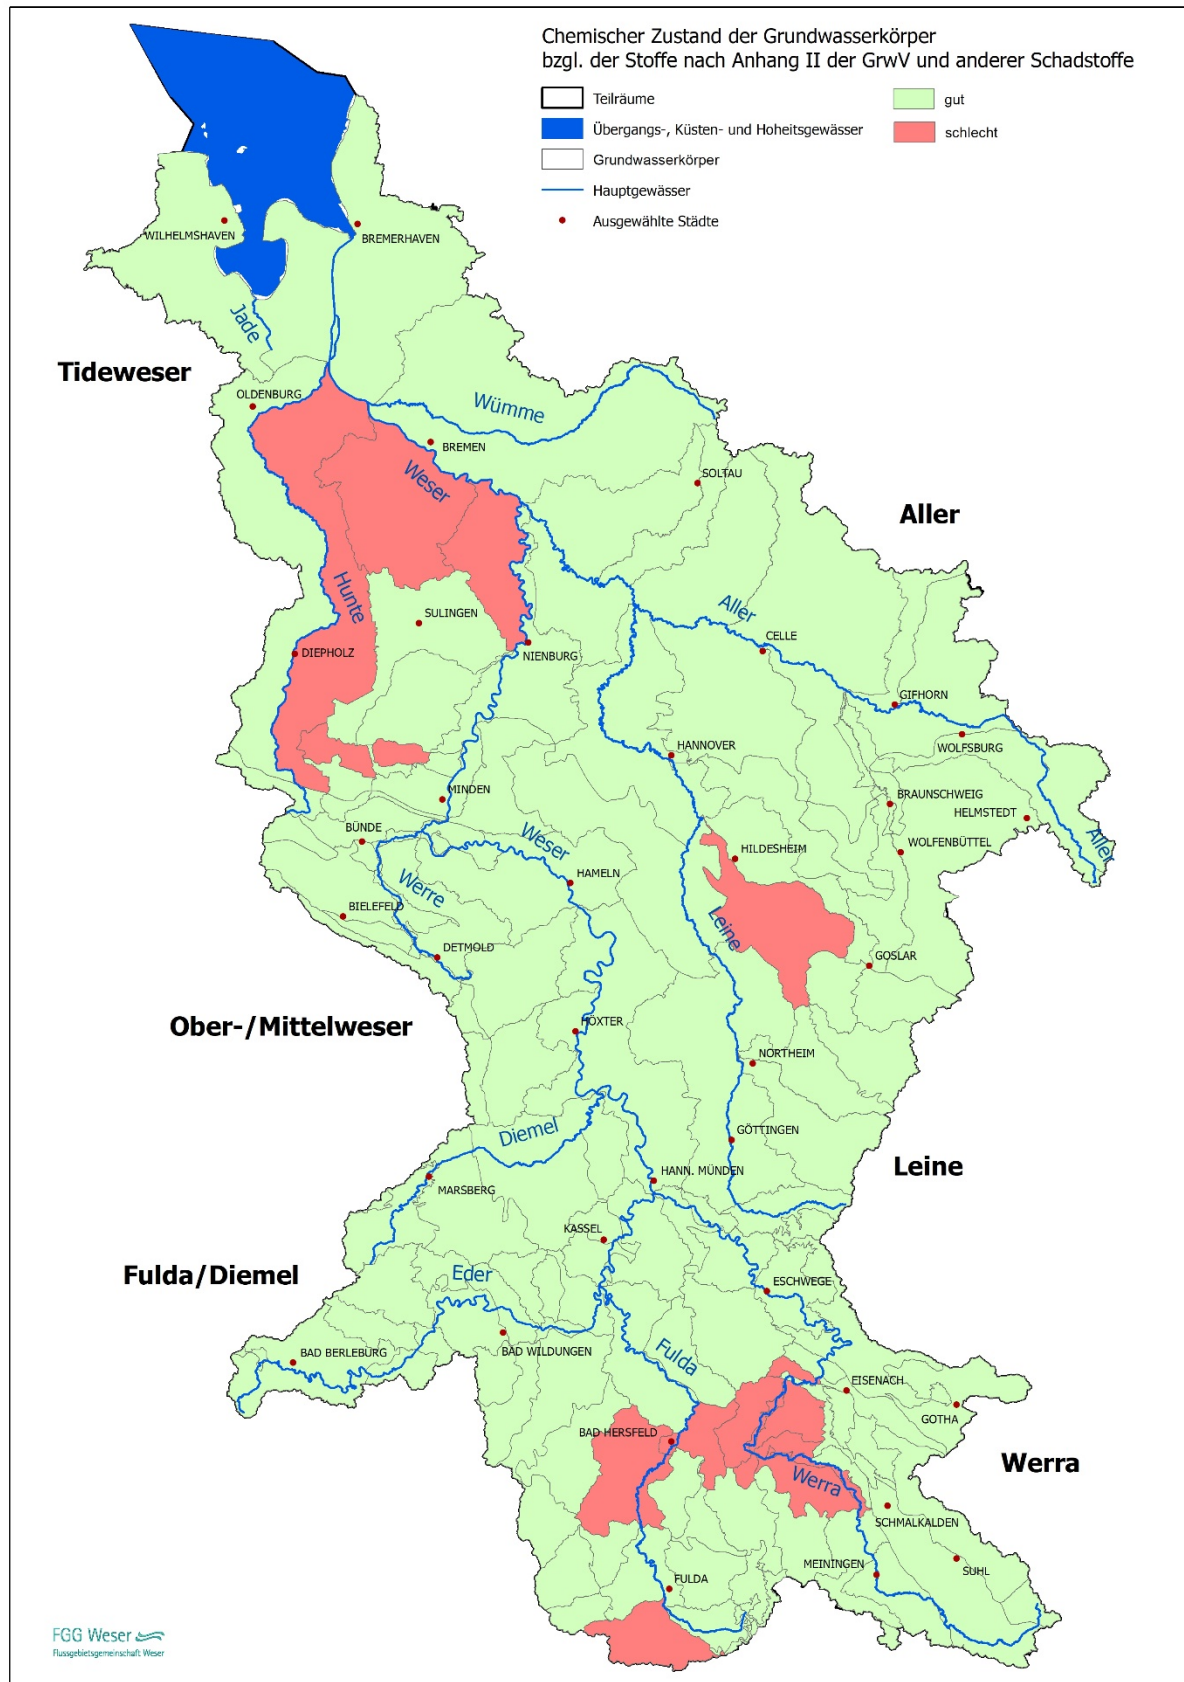 Chemischer Zustand der Grundwasserkörper
bzgl. der Stoffe nach Anhang II der GrwV und anderer Schadstoffe
Teilräume
Übergangs-, Küsten- und Hoheitsgewässer
Grundwasserkörper
Hauptgewässer
Ausgewählte Städte
gut
schlecht
WILHELMSHAVEN
BREMERHAVEN
Jade
Tideweser
OLDENBURG
Wümme
BREMEN
Weser
SOLTAU
Aller
Hunte
SULINGEN
Aller
CELLE
DIEPHOLZ
NIENBURG
GIFHORN
WOLFSBURG
HANNOVER
MINDEN
BRAUNSCHWEIG
HELMSTEDT
BÜNDE
Weser
HILDESHEIM
WOLFENBÜTTEL
Aller
Werre
HAMELN
BIELEFELD
Leine
DETMOLD
GOSLAR
Ober-/Mittelweser
HÖXTER
NORTHEIM
Diemel
GÖTTINGEN
Leine
MARSBERG
HANN. MÜNDEN
KASSEL
Fulda/Diemel
Eder
ESCHWEGE
BAD BERLEBURG
BAD WILDUNGEN
Fulda
EISENACH
GOTHA
BAD HERSFELD
Werra
Werra
SCHMALKALDEN
MEININGEN
SUHL
FULDA
FGG Weser
Flussgebietsgemeinschaft Weser